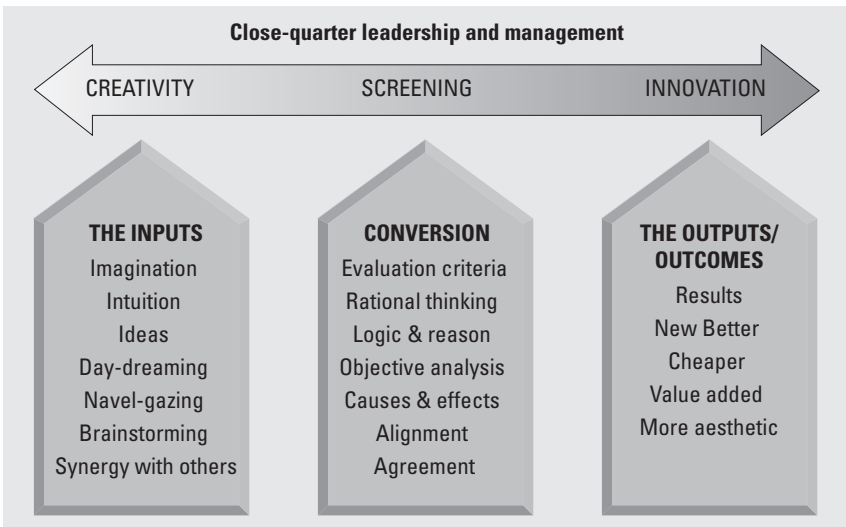 Close-quarter leadership and management
CREATIVITY
SCREENING
INNOVATION
THE INPUTS
Imagination
Intuition
Ideas
Day-dreaming
Navel-gazing
Brainstorming
Synergy with others
CONVERSION
Evaluation criteria
Rational thinking
Logic & reason
Objective analysis
Causes & effects
Alignment
Agreement
THE OUTPUTS/
OUTCOMES
Results
New Better
Cheaper
Value added
More aesthetic